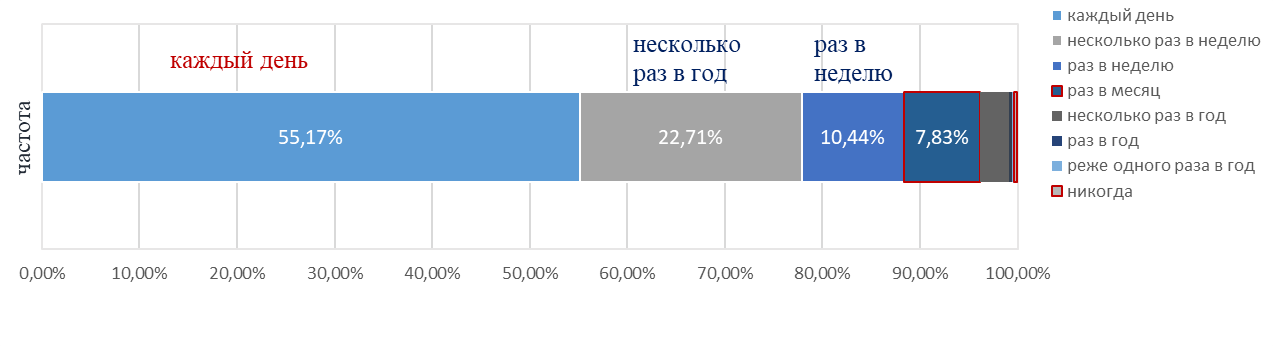 каждый день
несколько
раз в год
раз в
неделю
частота
55,17%
22,71%
10,44%
7,83%
0,00%
10,00%
20,00%
30,00%
40,00%
50,00%
60,00%
70,00%
80,00%
90,00%
100,00%
каждый день
несколько раз в неделю
раз в неделю
раз в месяц
несколько раз в год
раз в год
реже одного раза в год
никогда